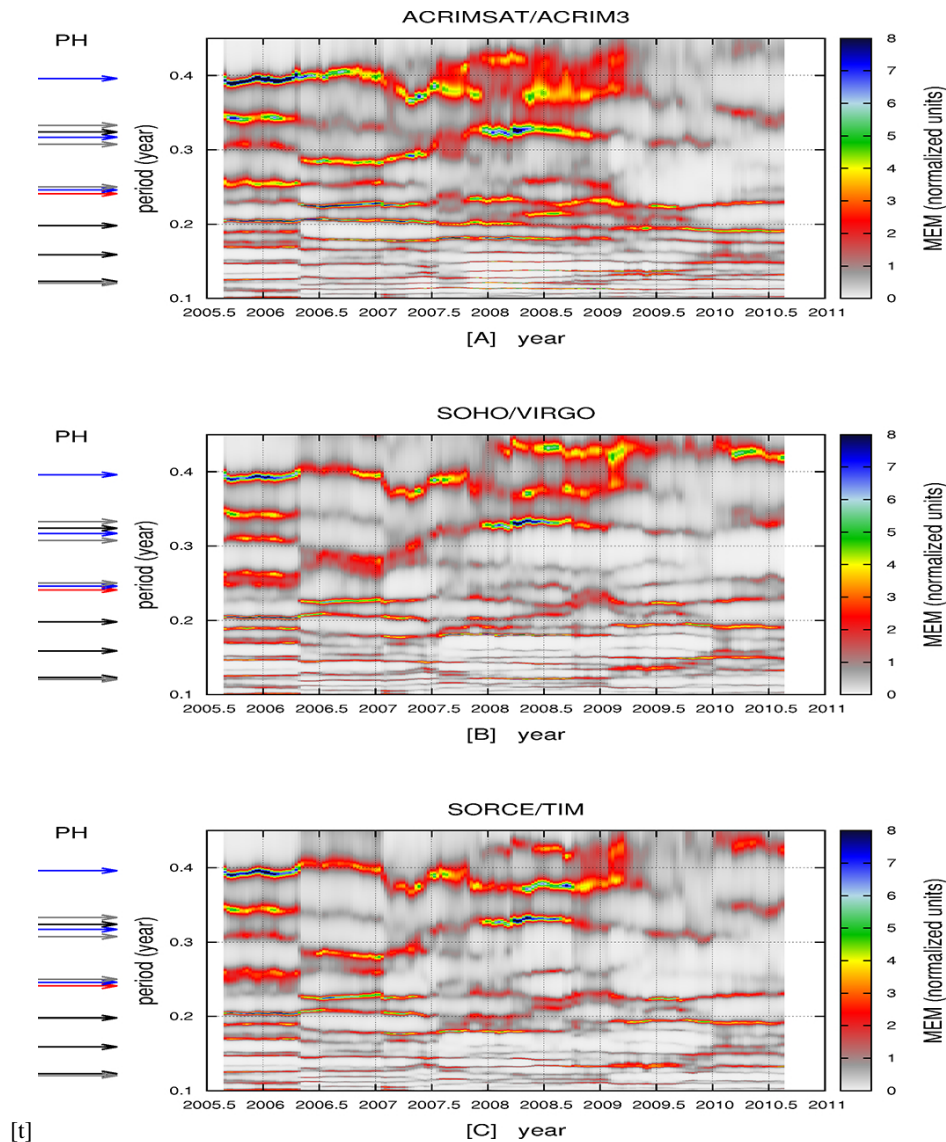 ACRIMSAT/ACRIM3
PH
period (year)
0.4
0.3
0.2
0.1
2005.5 2006 2006.5 2007 2007.5 2008 2008.5 2009 2009.5 2010 2010.5 2011
[A] year
8
7
6
5
4
3
2
1
0
MEM (normalized units)
SOHO/VIRGO
PH
period (year)
0.4
0.3
0.2
0.1
2005.5 2006 2006.5 2007 2007.5 2008 2008.5 2009 2009.5 2010 2010.5 2011
[B] year
8
7
6
5
4
3
2
1
0
MEM (normalized units)
SORCE/TIM
PH
period (year)
0.4
0.3
0.2
0.1
2005.5 2006 2006.5 2007 2007.5 2008 2008.5 2009 2009.5 2010 2010.5 2011
[t] [C] year
8
7
6
5
4
3
2
1
0
MEM (normalized units)